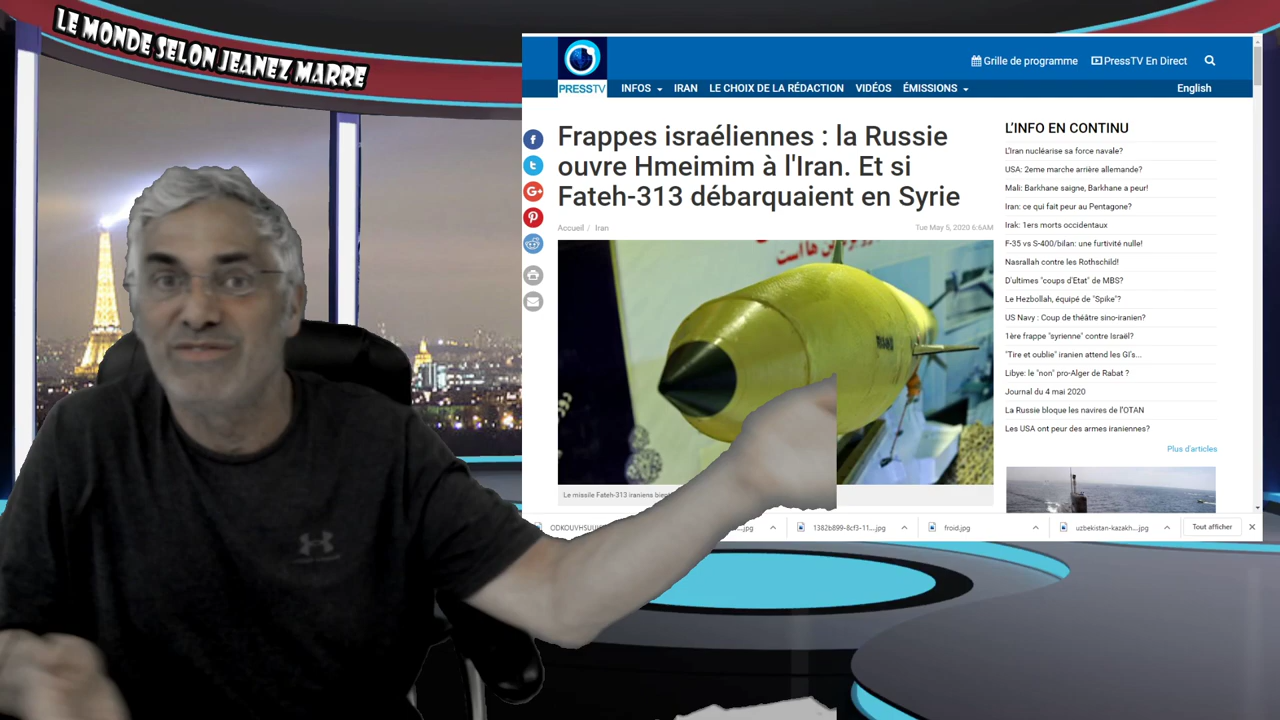 LE MONDE SELON JEANEZ MARRE
PRESSTV
Grille de programme
PressTV En Direct
INFOS
IRAN
LE CHOIX DE LA RÉDACTION
VIDÉOS
ÉMISSIONS
English
Frappes israéliennes : la Russie
ouvre Hmeimim à l'Iran. Et si
Fateh-313 débarquaient en Syrie
Accueil / Iran
Tue May 5, 2020 6:6AM
Le missile Fateh-313 iraniens
L'INFO EN CONTINU
L'Iran nucléarise sa force navale?
USA: 2eme marche arrière allemande?
Mali: Barkhane saigne, Barkhane a peur!
Iran: ce qui fait peur au Pentagone?
Irak: 1ers morts occidentaux
F-35 vs S-400/bilan: une furtivité nulle!
Nasrallah contre les Rothschild!
D'ultimes "coups d'Etat" de MBS?
Le Hezbollah, équipé de "Spike"?
US Navy : Coup de théâtre sino-iranien?
1ère frappe "syrienne" contre Israël?
"Tire et oublie" iranien attend les GI's...
Libye: le "non" pro-Alger de Rabat ?
Journal du 4 mai 2020
La Russie bloque les navires de l'OTAN
Les USA ont peur des armes iraniennes?
Plus d'articles
....jpg
1382b899-8cf3-11....jpg
froid.jpg
uzbekistan-kazakh....jpg
Tout afficher